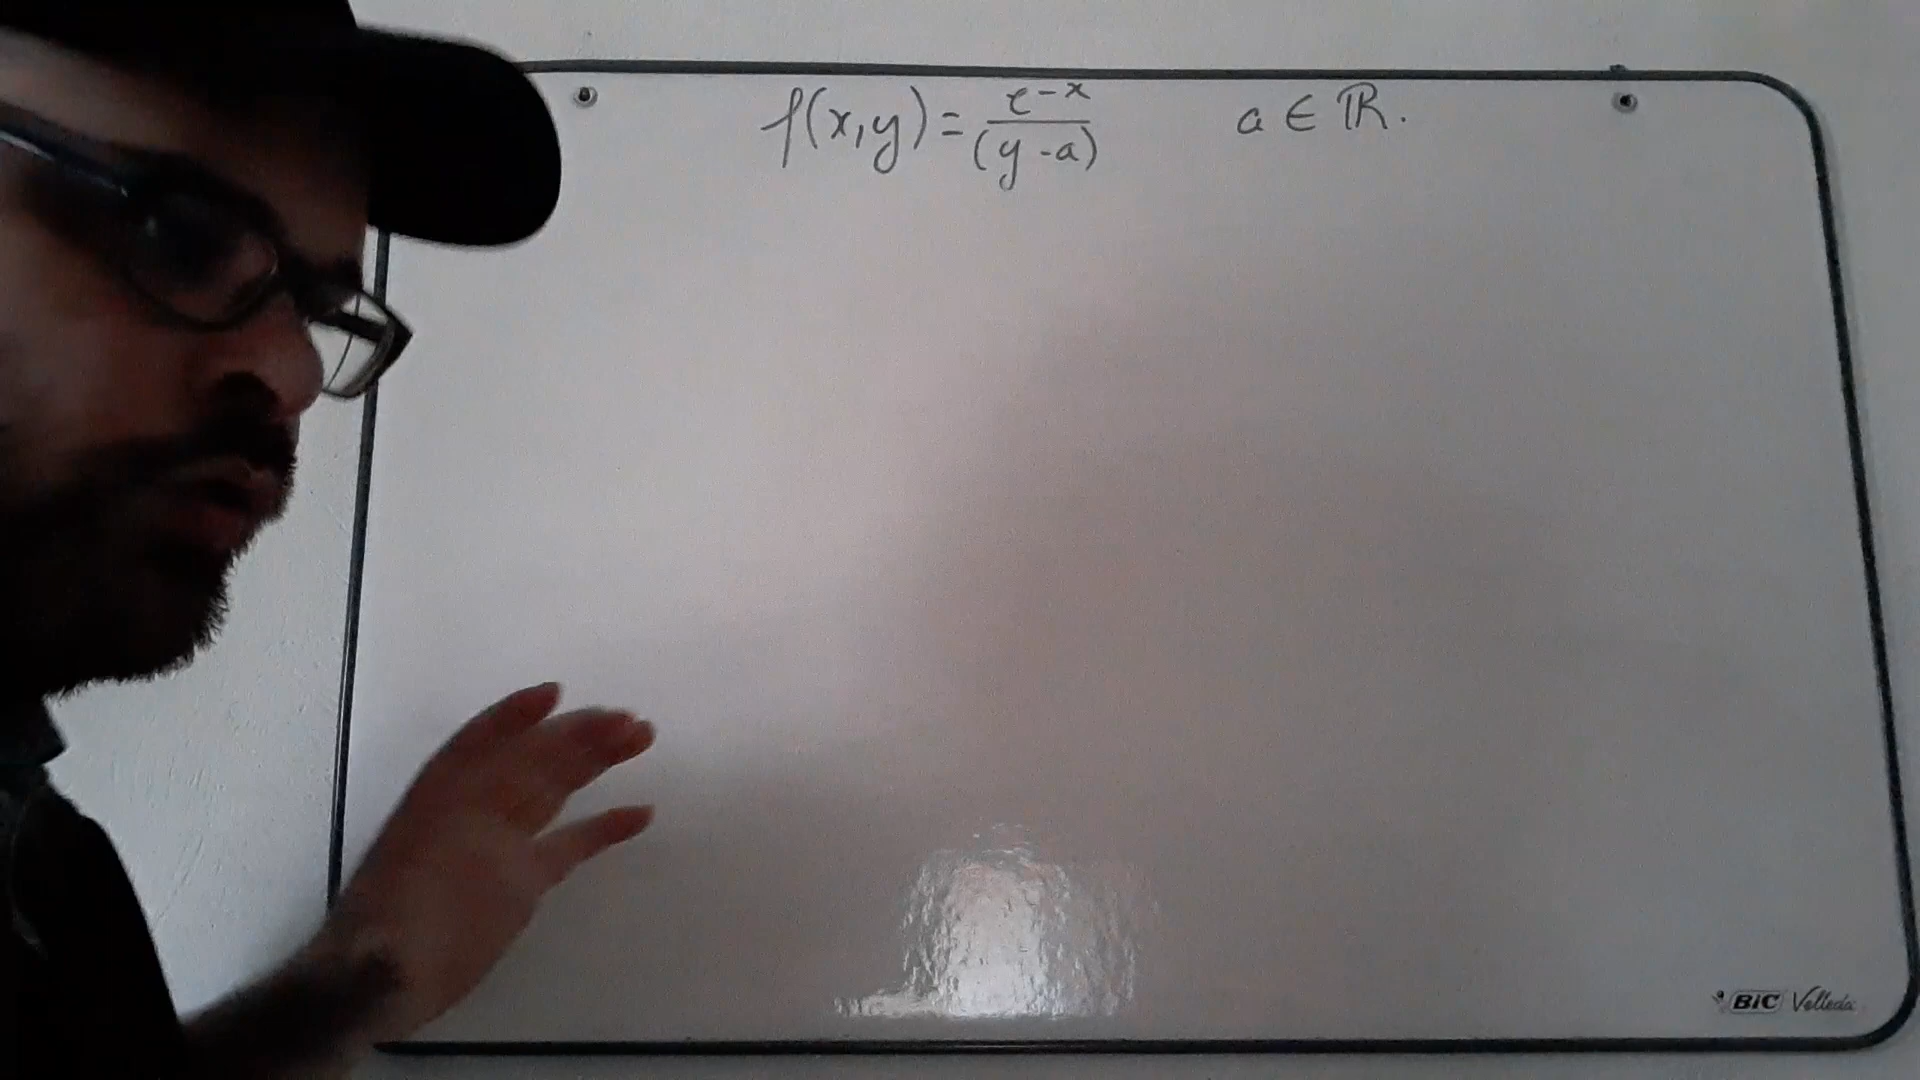 f(x,y) = e^{-x}/(y-a)    a ∈ ℝ.
BiC Velleda